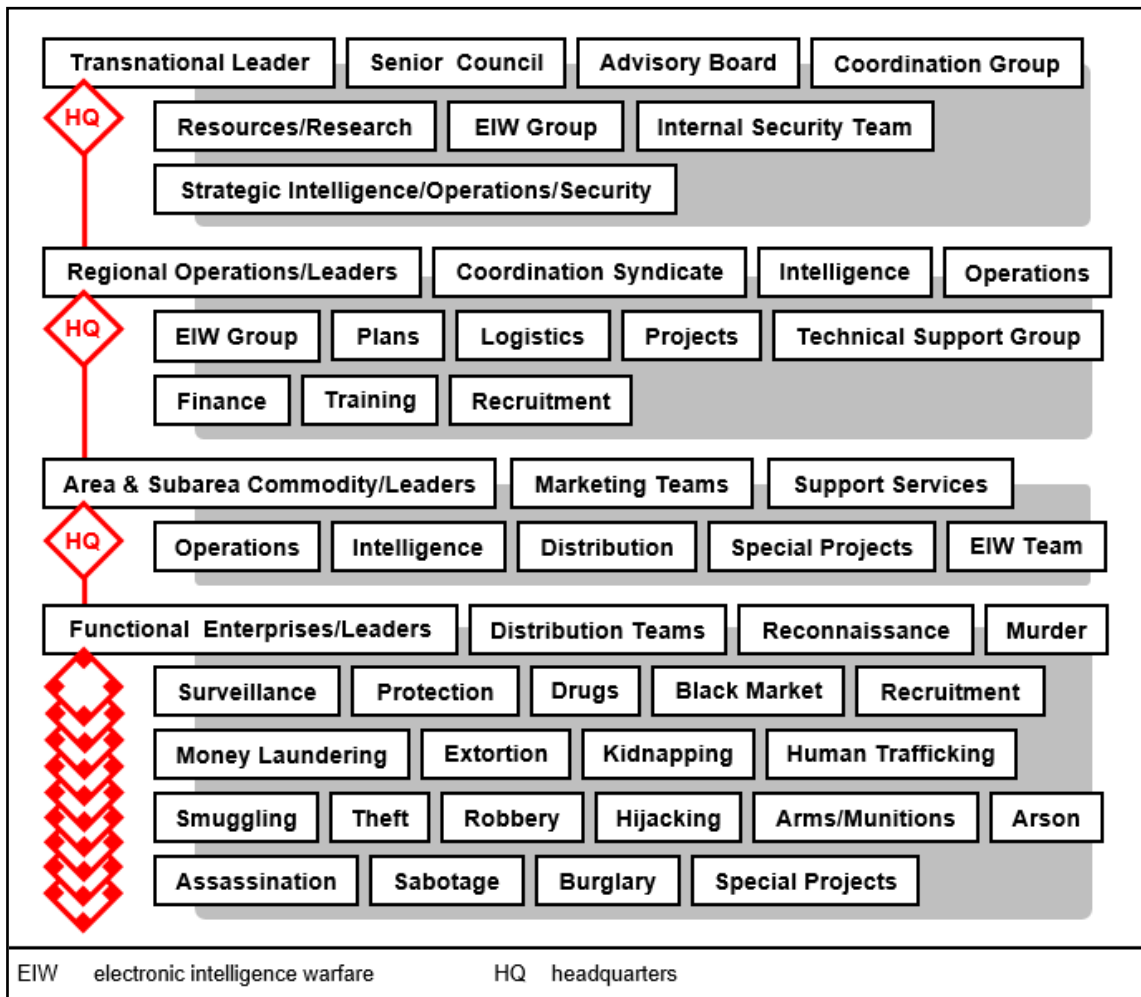 Transnational Leader Senior Council Advisory Board Coordination Group
HQ
Resources/Research EIW Group Internal Security Team
Strategic Intelligence/Operations/Security
Regional Operations/Leaders Coordination Syndicate Intelligence Operations
HQ
EIW Group Plans Logistics Projects Technical Support Group
Finance Training Recruitment
Area & Subarea Commodity/Leaders Marketing Teams Support Services
HQ
Operations Intelligence Distribution Special Projects EIW Team
Functional Enterprises/Leaders Distribution Teams Reconnaissance Murder
Surveillance Protection Drugs Black Market Recruitment
Money Laundering Extortion Kidnapping Human Trafficking
Smuggling Theft Robbery Hijacking Arms/Munitions Arson
Assassination Sabotage Burglary Special Projects
EIW electronic intelligence warfare HQ headquarters